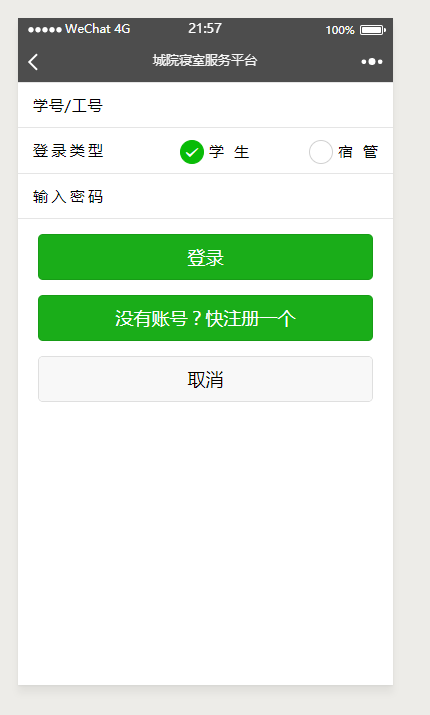 WeChat 4G 21:57 100%
城院寝室服务平台
学号/工号
登录类型 学 生 宿 管
输入密码
登录
没有账号？快注册一个
取消